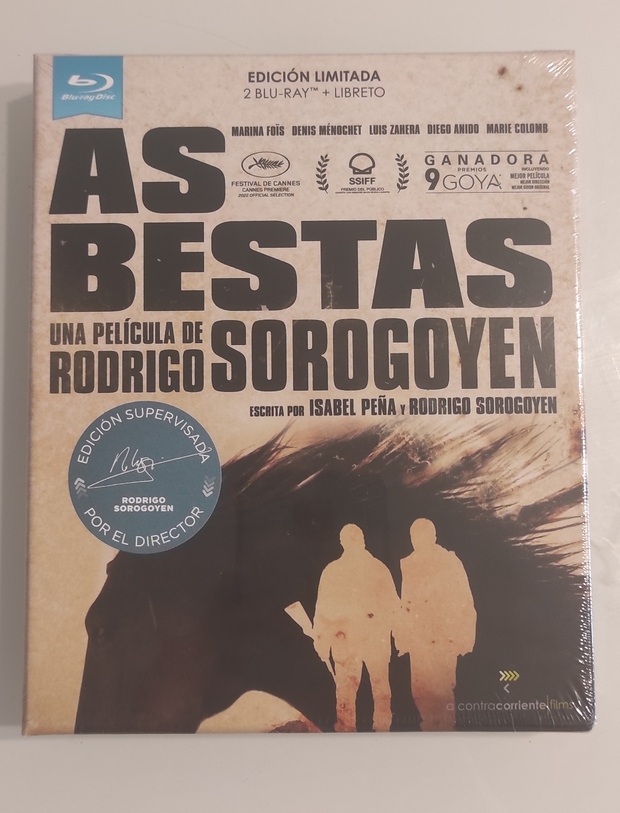 Blu-ray Disc
EDICIÓN LIMITADA
2 BLU-RAY™ + LIBRETO
MARINA FOÏS DENIS MÉNOCHET LUIS ZAHERA DIEGO ANIDO MARIE COLOMB
AS
FESTIVAL DE CANNES
CANNES PREMIÈRE
2022 OFFICIAL SELECTION
SSIFF
PREMIO DEL PÚBLICO
GANADORA
PREMIOS
9 GOYA
INCLUYENDO
MEJOR PELÍCULA
MEJOR DIRECCIÓN
MEJOR GUION ORIGINAL
BESTAS
UNA PELÍCULA DE
RODRIGO SOROGOYEN
ESCRITA POR ISABEL PEÑA Y RODRIGO SOROGOYEN
EDICIÓN SUPERVISADA
RODRIGO
SOROGOYEN
POR EL DIRECTOR
a contracorriente films